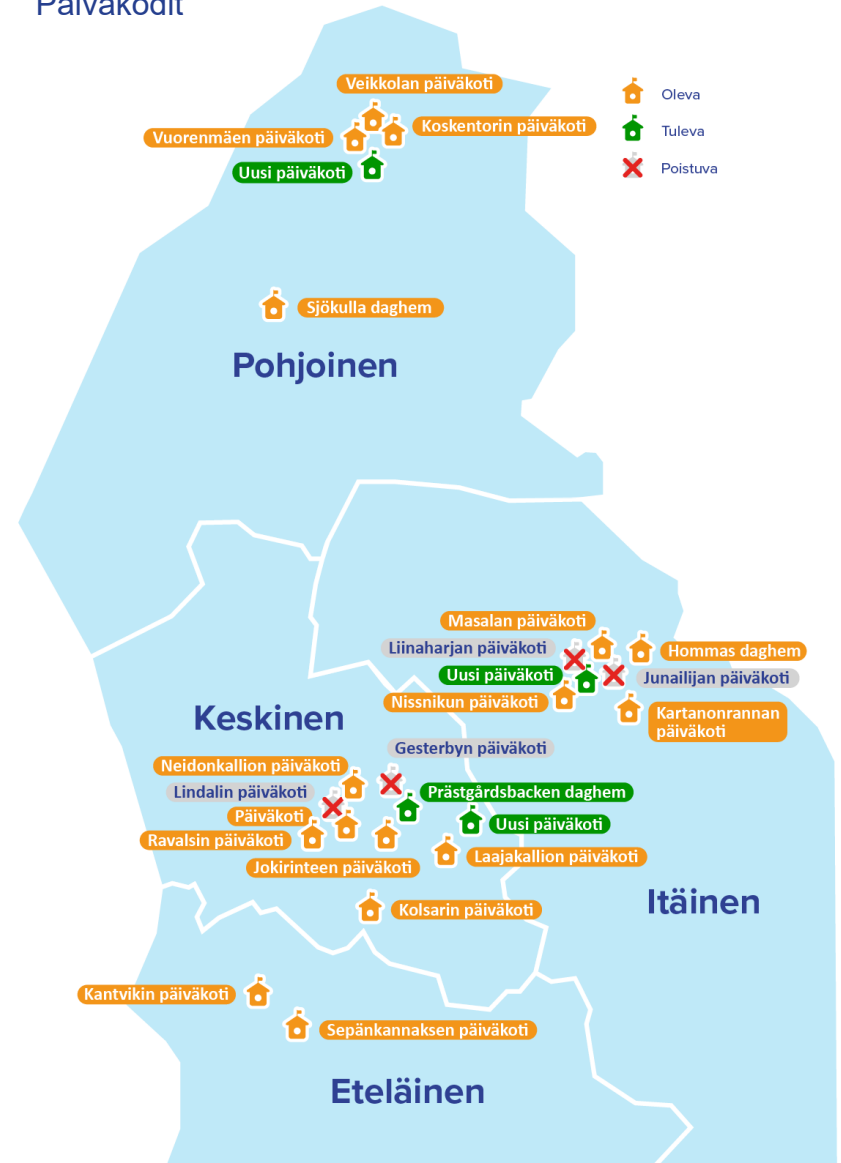 Päiväkodit
Veikkolan päiväkoti
Oleva
Koskentorin päiväkoti
Vuorenmäen päiväkoti
Tuleva
Uusi päiväkoti
Poistuva
Sjökulla daghem
Pohjoinen
Masalan päiväkoti
Liinaharjan päiväkoti
Hommas daghem
Uusi päiväkoti
Junailijan päiväkoti
Nissnikun päiväkoti
Kartanonrannan
päiväkoti
Keskinen
Gesterbyn päiväkoti
Neidonkallion päiväkoti
Lindalin päiväkoti
Prästgårdsbacken daghem
Päiväkoti
Uusi päiväkoti
Ravalsin päiväkoti
Laajakallion päiväkoti
Jokirinteen päiväkoti
Itäinen
Kolsarin päiväkoti
Kantvikin päiväkoti
Sepänkannaksen päiväkoti
Eteläinen